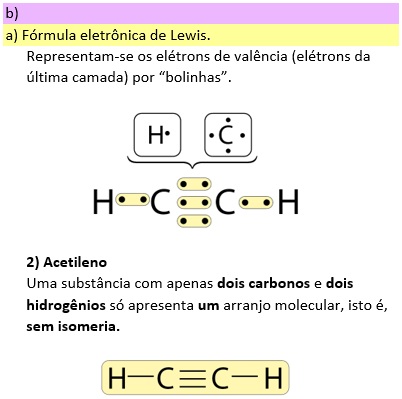 b)
a) Fórmula eletrônica de Lewis.
Representam-se os elétrons de valência (elétrons da
última camada) por “bolinhas”.
H C
H C C H
2) Acetileno
Uma substância com apenas dois carbonos e dois
hidrogênios só apresenta um arranjo molecular, isto é,
sem isomeria.
H—C≡C—H